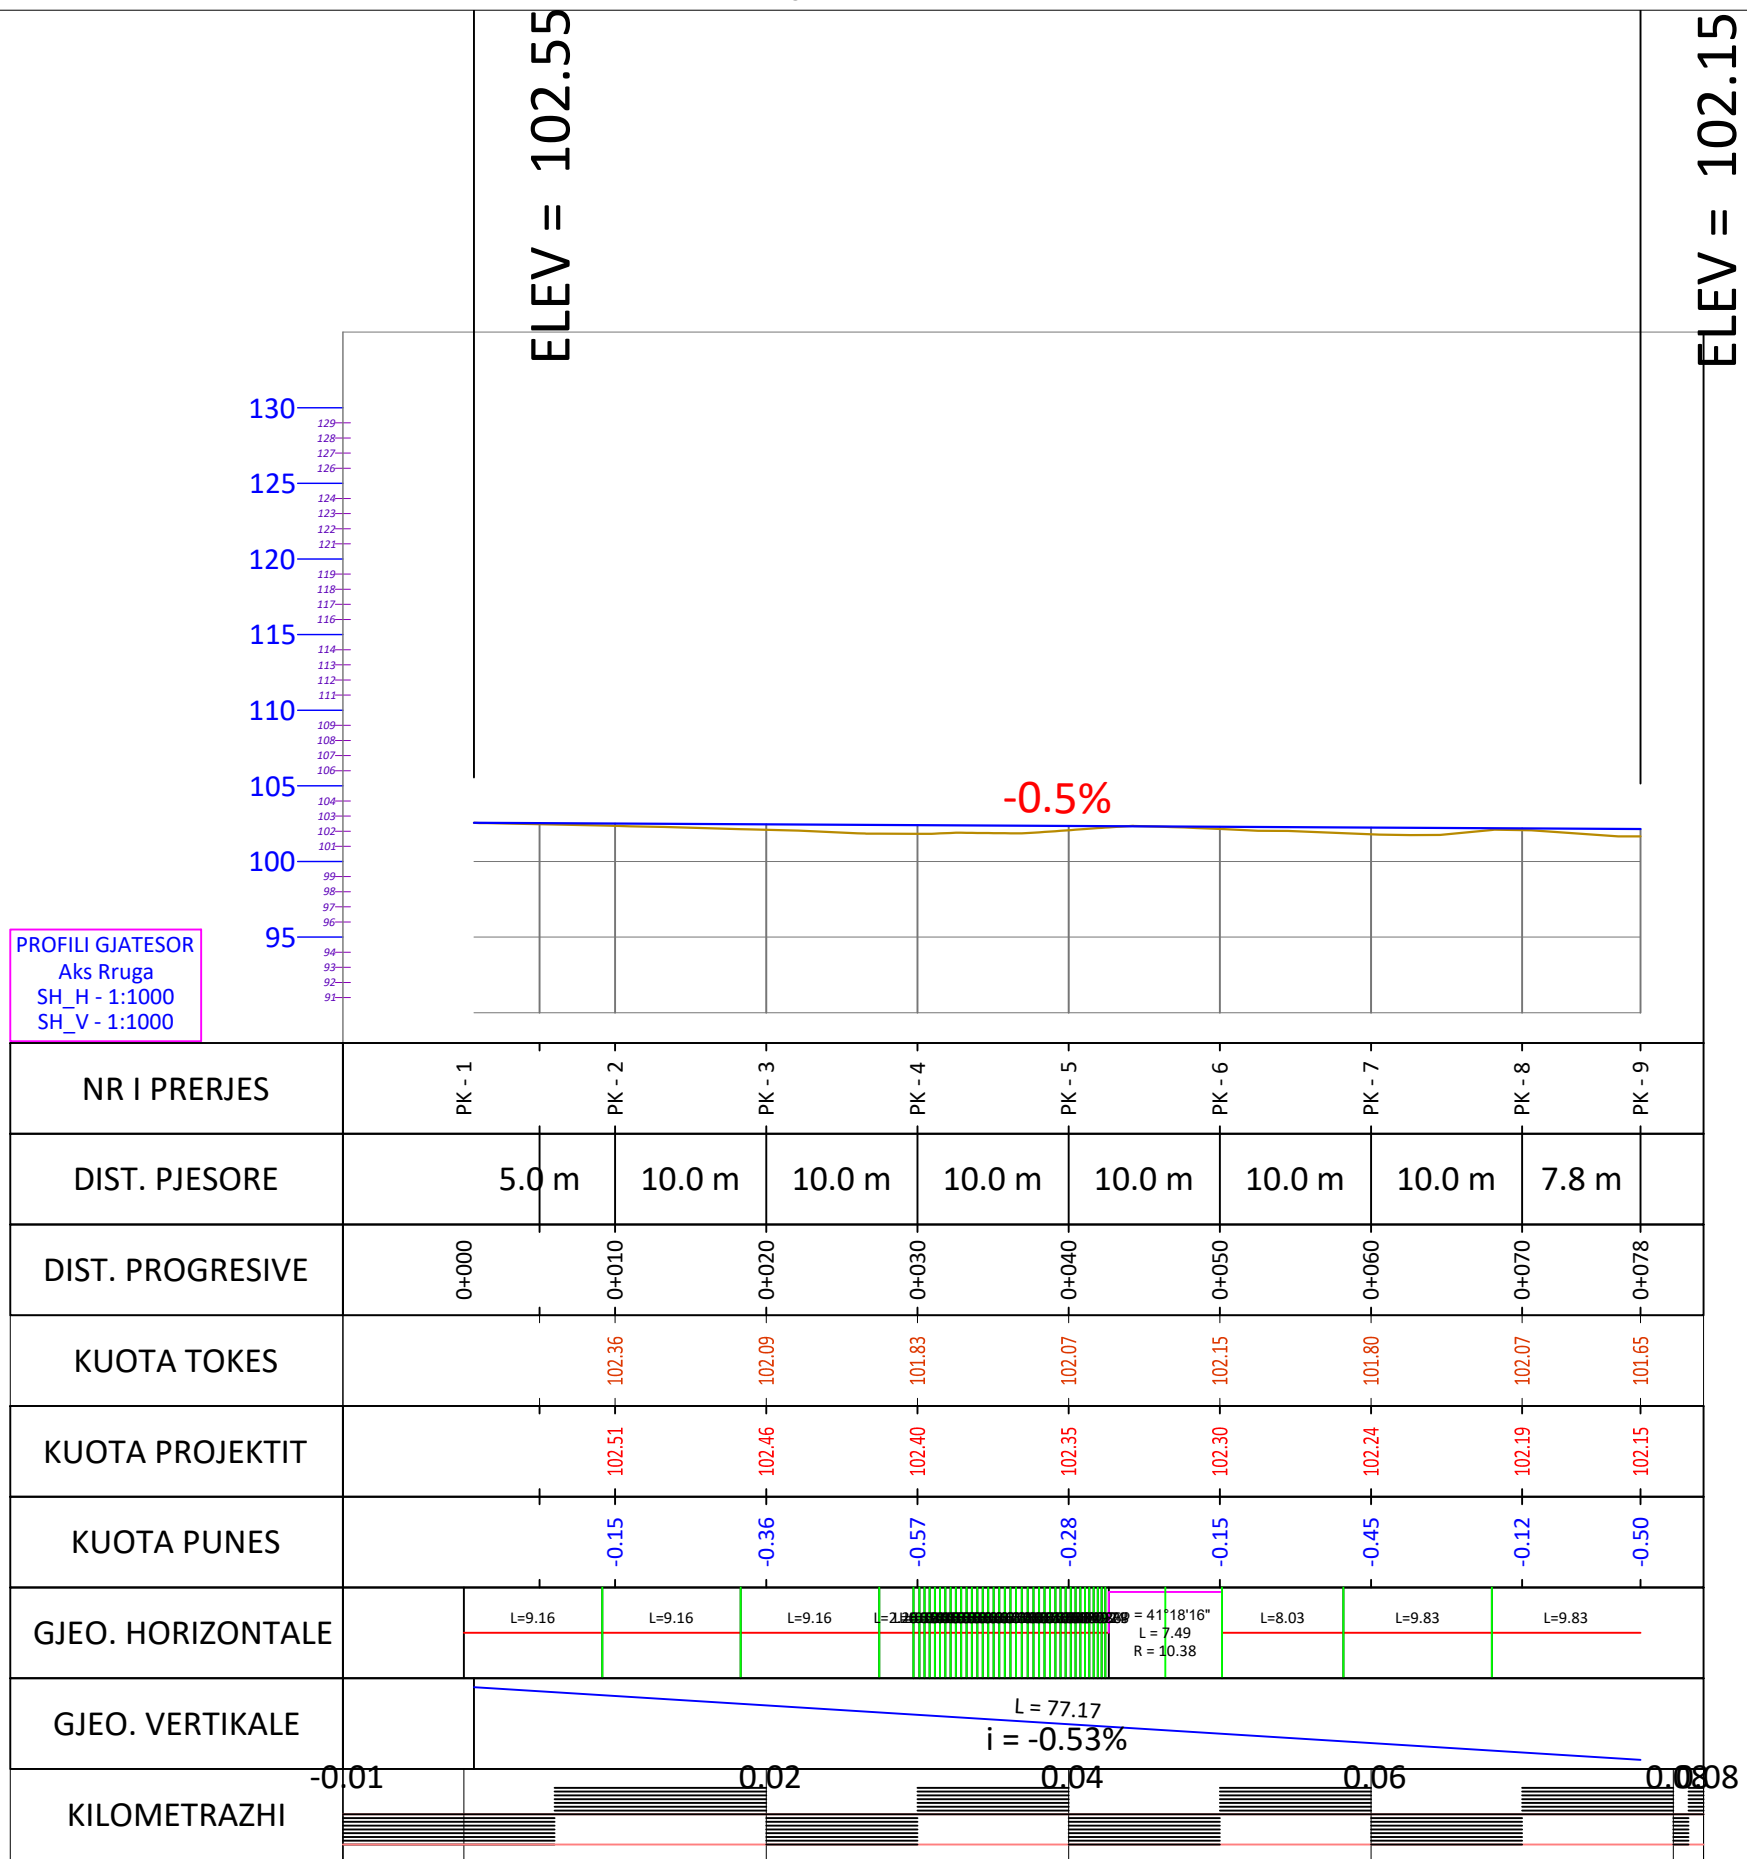 ELEV = 102.55
ELEV = 102.15
130
129
128
127
126
125
124
123
122
121
120
119
118
117
116
115
114
113
112
111
110
109
108
107
106
105
104
103
102
101
100
99
98
97
96
95
94
93
92
91
-0.5%
PROFILI GJATESOR
Aks Rruga
SH_H - 1:1000
SH_V - 1:1000
NR I PRERJES
PK - 1
PK - 2
PK - 3
PK - 4
PK - 5
PK - 6
PK - 7
PK - 8
PK - 9
DIST. PJESORE
5.0 m
10.0 m
10.0 m
10.0 m
10.0 m
10.0 m
10.0 m
7.8 m
DIST. PROGRESIVE
0+000
0+010
0+020
0+030
0+040
0+050
0+060
0+070
0+078
KUOTA TOKES
102.36
102.09
101.83
102.07
102.15
101.80
102.07
101.65
KUOTA PROJEKTIT
102.51
102.46
102.40
102.35
102.30
102.24
102.19
102.15
KUOTA PUNES
-0.15
-0.36
-0.57
-0.28
-0.15
-0.45
-0.12
-0.50
GJEO. HORIZONTALE
L=9.16
L=9.16
L=9.16
= 41°18'16"
L = 7.49
R = 10.38
L=8.03
L=9.83
L=9.83
GJEO. VERTIKALE
L = 77.17
i = -0.53%
KILOMETRAZHI
-0.01
0.02
0.04
0.06
0.08
0.08